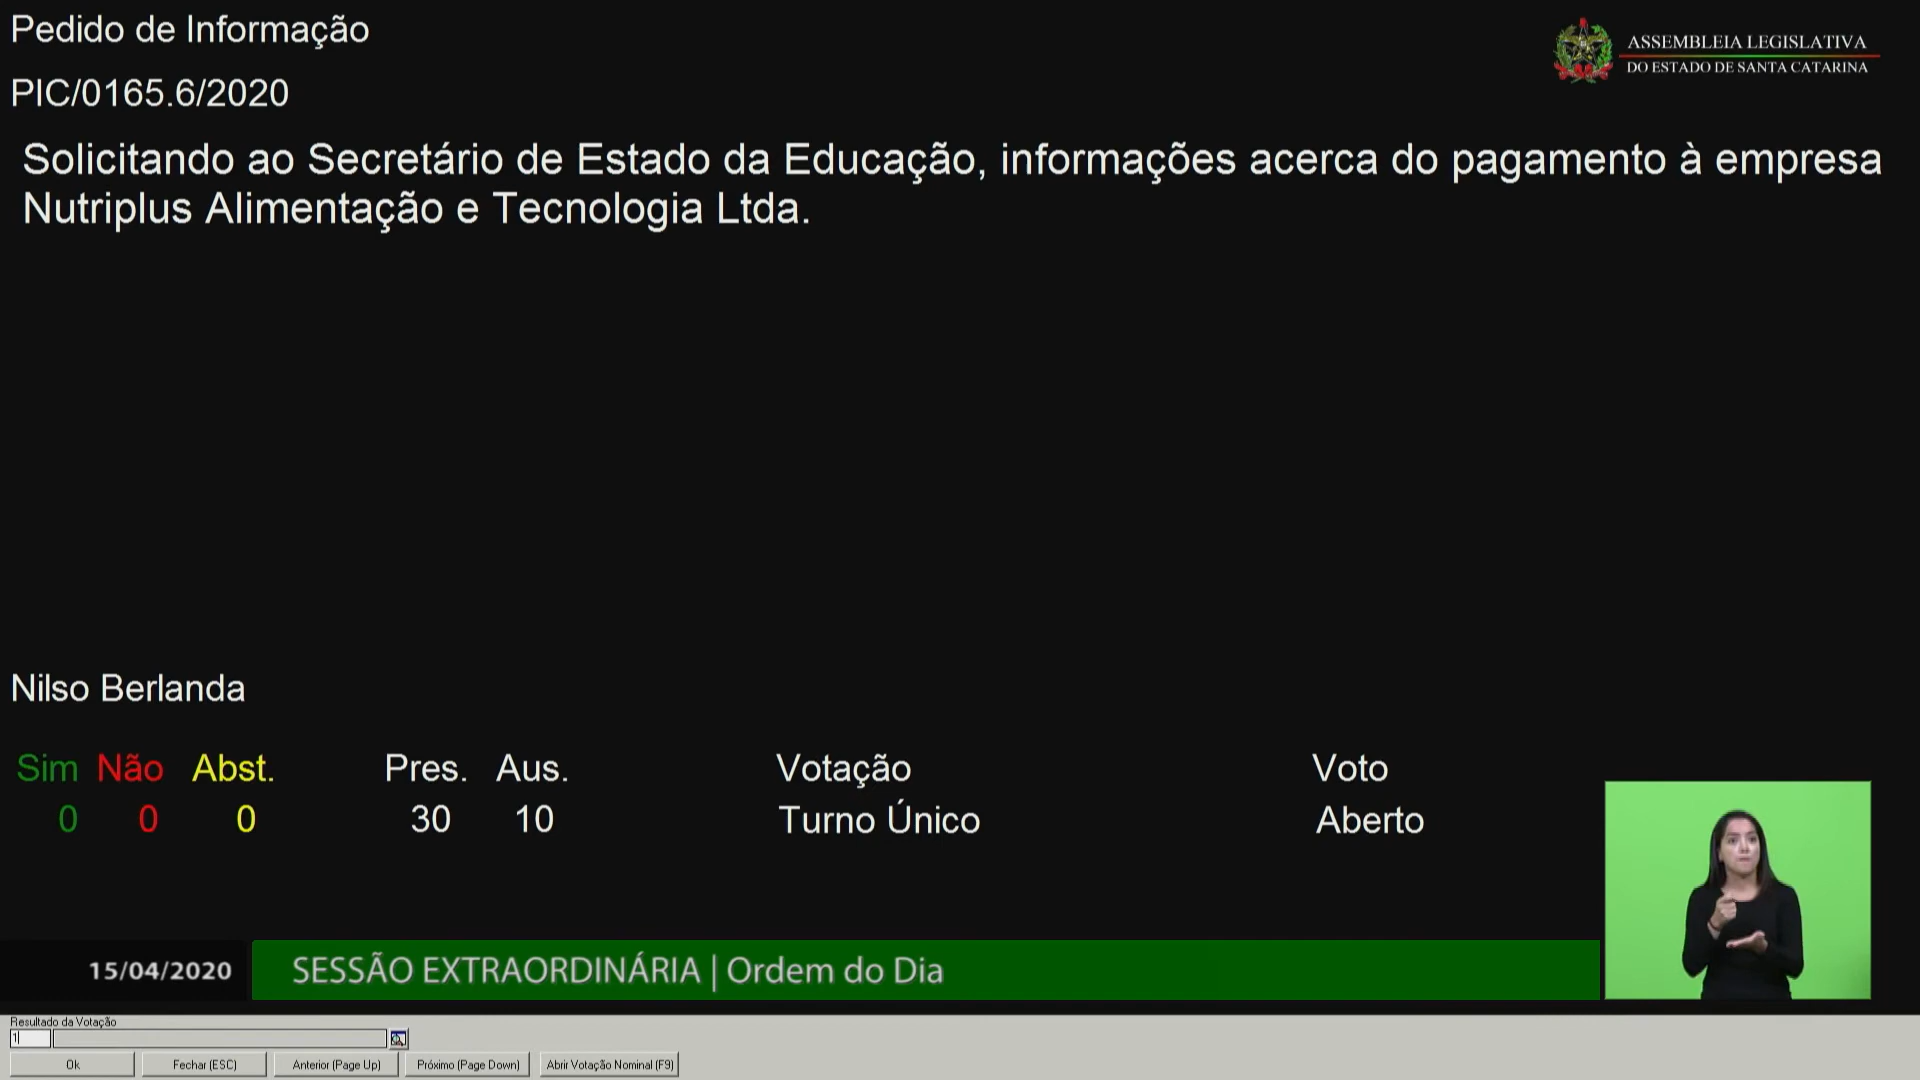 Pedido de Informação
ASSEMBLEIA LEGISLATIVA
DO ESTADO DE SANTA CATARINA
PIC/0165.6/2020
Solicitando ao Secretário de Estado da Educação, informações acerca do pagamento à empresa
Nutriplus Alimentação e Tecnologia Ltda.
Nilso Berlanda
Sim Não Abst. Pres. Aus. Votação Voto
0 0 0 30 10 Turno Único Aberto
15/04/2020 SESSÃO EXTRAORDINÁRIA | Ordem do Dia
Resultado da Votação
1
Ok Fechar (ESC) Anterior (Page Up) Próximo (Page Down) Abrir Votação Nominal (F9)